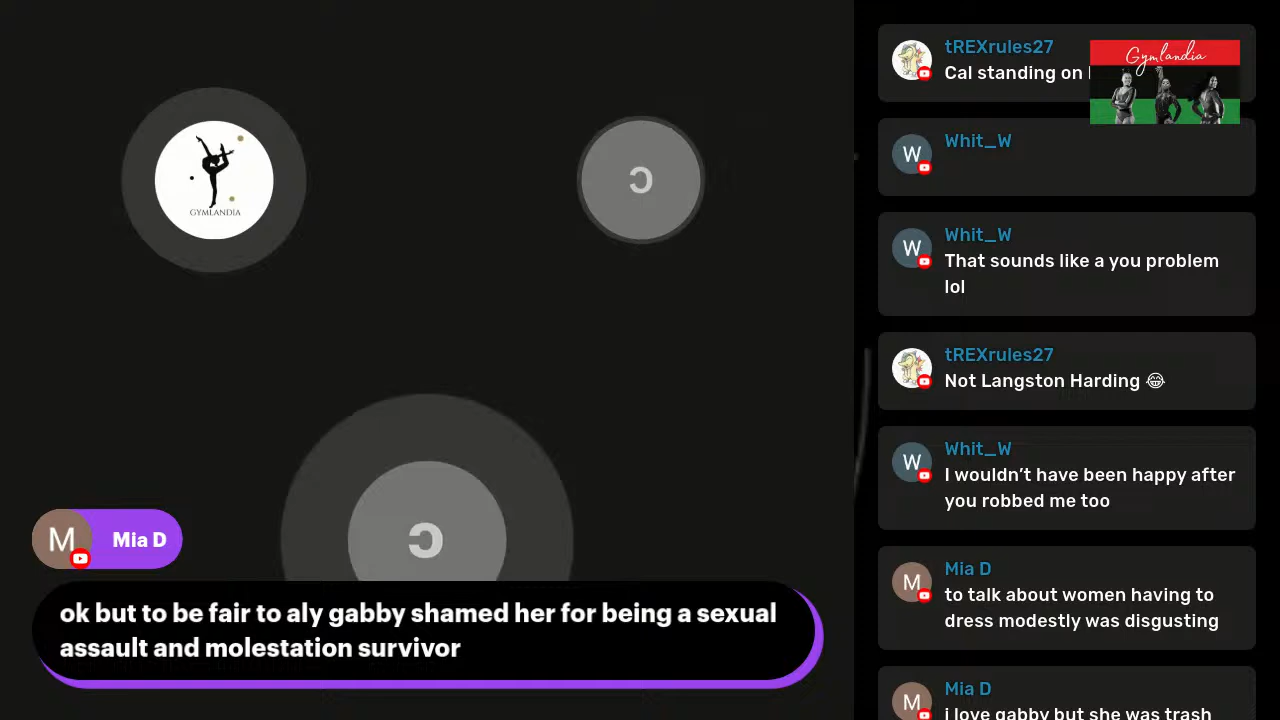 GYMLANDIA
C
C
M
Mia D
ok but to be fair to aly gabby shamed her for being a sexual
assault and molestation survivor
tREXrules27
Cal standing on
Gymlandia
W
Whit_W
W
Whit_W
That sounds like a you problem
lol
tREXrules27
Not Langston Harding 😂
W
Whit_W
I wouldn’t have been happy after
you robbed me too
M
Mia D
to talk about women having to
dress modestly was disgusting
M
Mia D
i love gabby but she was trash